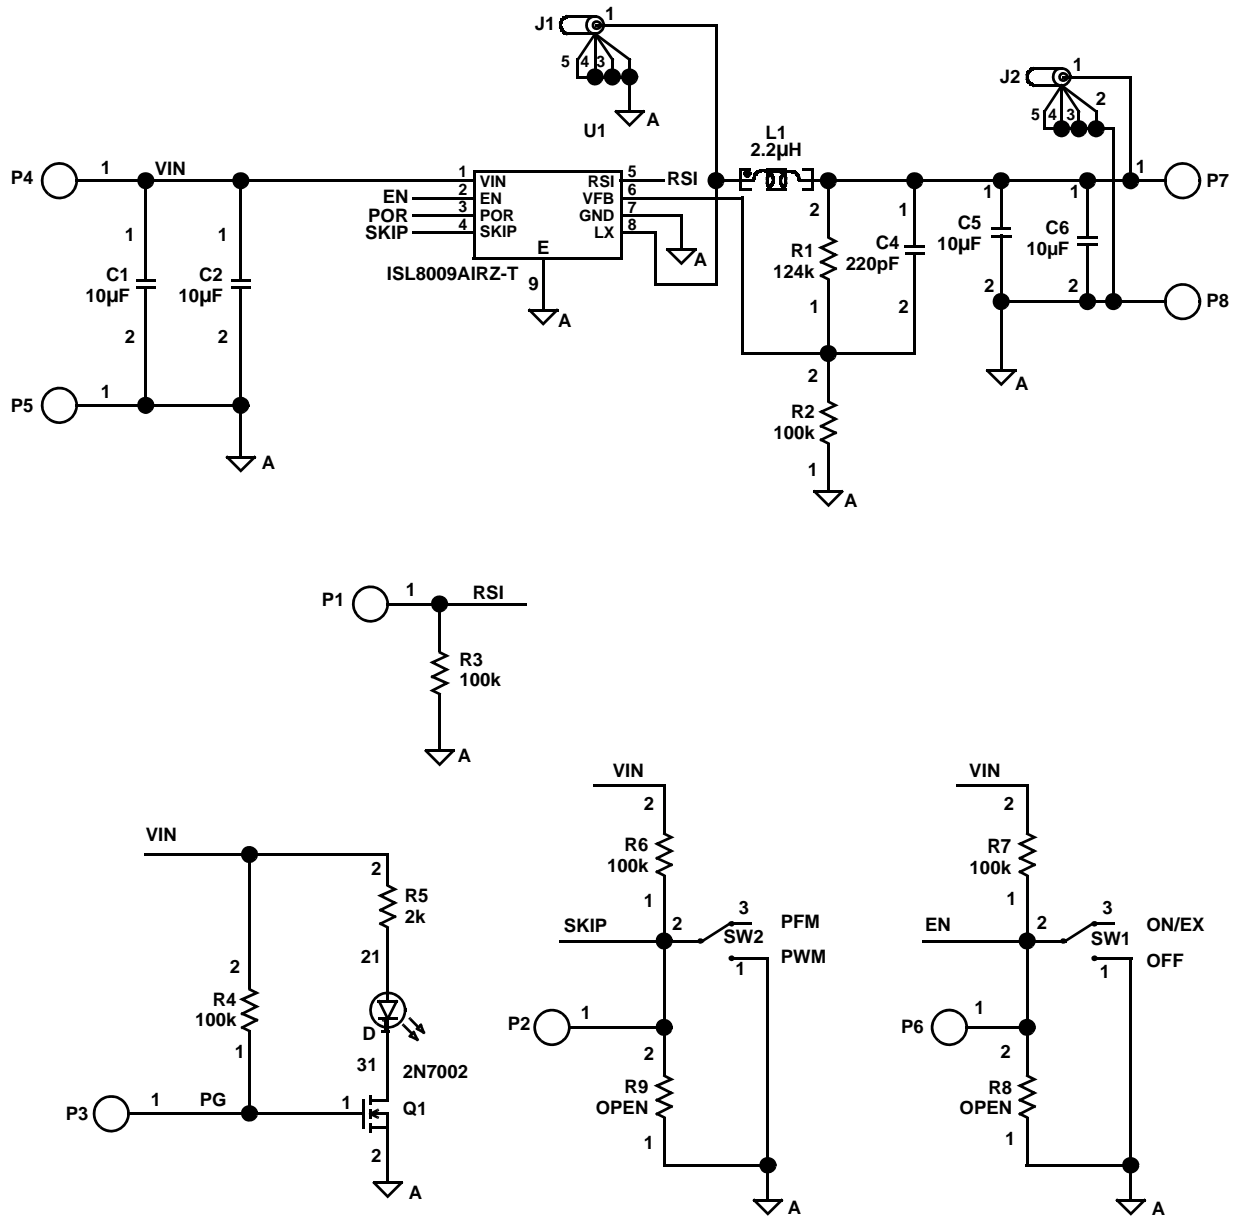 J1 1
5 4 3
A
U1
J2 1
5 4 3 2
L1
2.2µH
P4 1 VIN
1 VIN
2 EN
3 POR
4 SKIP
RSI 5
VFB 6
GND 7
LX 8
RSI
EN
POR
SKIP
E
ISL8009AIRZ-T
9
A
A
1
C1
10µF
2
1
C2
10µF
2
P5 1
A
2
R1
124k
1
1
C4
220pF
2
1
C5
10µF
2
1
C6
10µF
2
1 P7
P8
A
2
R2
100k
1
A
P1 1 RSI
R3
100k
A
VIN
2
R5
2k
21
D
31
2N7002
2
R4
100k
1
P3 1 PG 1 Q1
2
A
VIN
2
R6
100k
1
SKIP 2 3 PFM
SW2
1 PWM
P2 1
2
R9
OPEN
1
A
VIN
2
R7
100k
1
EN 2 3 ON/EX
SW1
1 OFF
P6 1
2
R8
OPEN
1
A